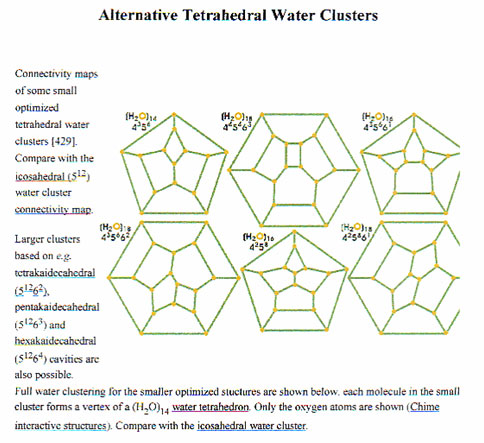 Alternative Tetrahedral Water Clusters
Connectivity maps
of some small
optimized
tetrahedral water
clusters [429].
Compare with the
icosahedral (5¹²)
water cluster
connectivity map.
Larger clusters
based on e.g.
tetrakaidecahedral
(5¹²6²),
pentakaidecahedral
(5¹²6³) and
hexakaidecahedral
(5¹²6⁴) cavities are
also possible.
(H₂O)₁₄
4³5⁶
(H₂O)₁₈
(H₂O)₁₆
(H₂O)₁₈
4³5⁶6²
(H₂O)₁₆
4²5⁸
(H₂O)₁₈
4²5⁸6¹
Full water clustering for the smaller optimized stuctures are shown below. each molecule in the small
cluster forms a vertex of a (H₂O)₁₄ water tetrahedron. Only the oxygen atoms are shown (Chime
interactive structures). Compare with the icosahedral water cluster.